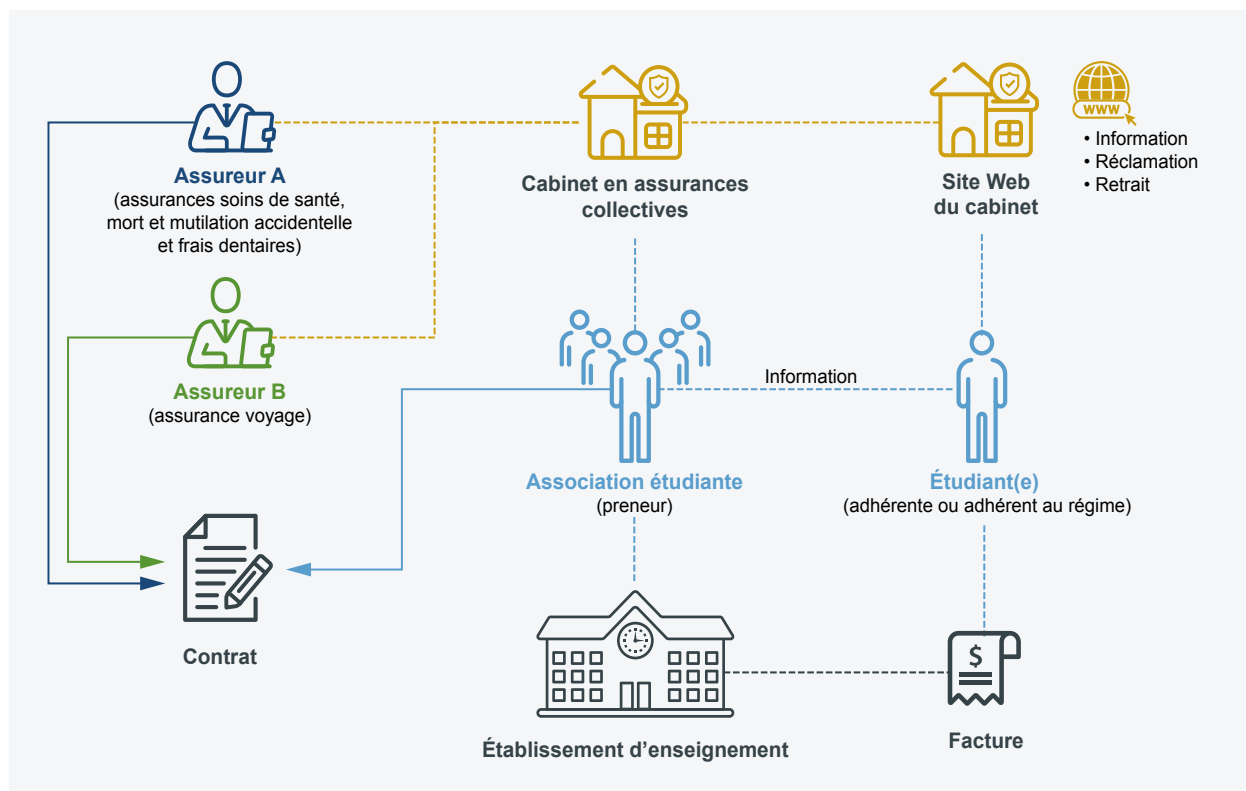 Assureur A
(assurances soins de santé,
mort et mutilation accidentelle
et frais dentaires)
Cabinet en assurances
collectives
Site Web
du cabinet
WWW
• Information
• Réclamation
• Retrait
Assureur B
(assurance voyage)
Information
Association étudiante
(preneur)
Étudiant(e)
(adhérente ou adhérent au régime)
Contrat
Établissement d’enseignement
$
Facture